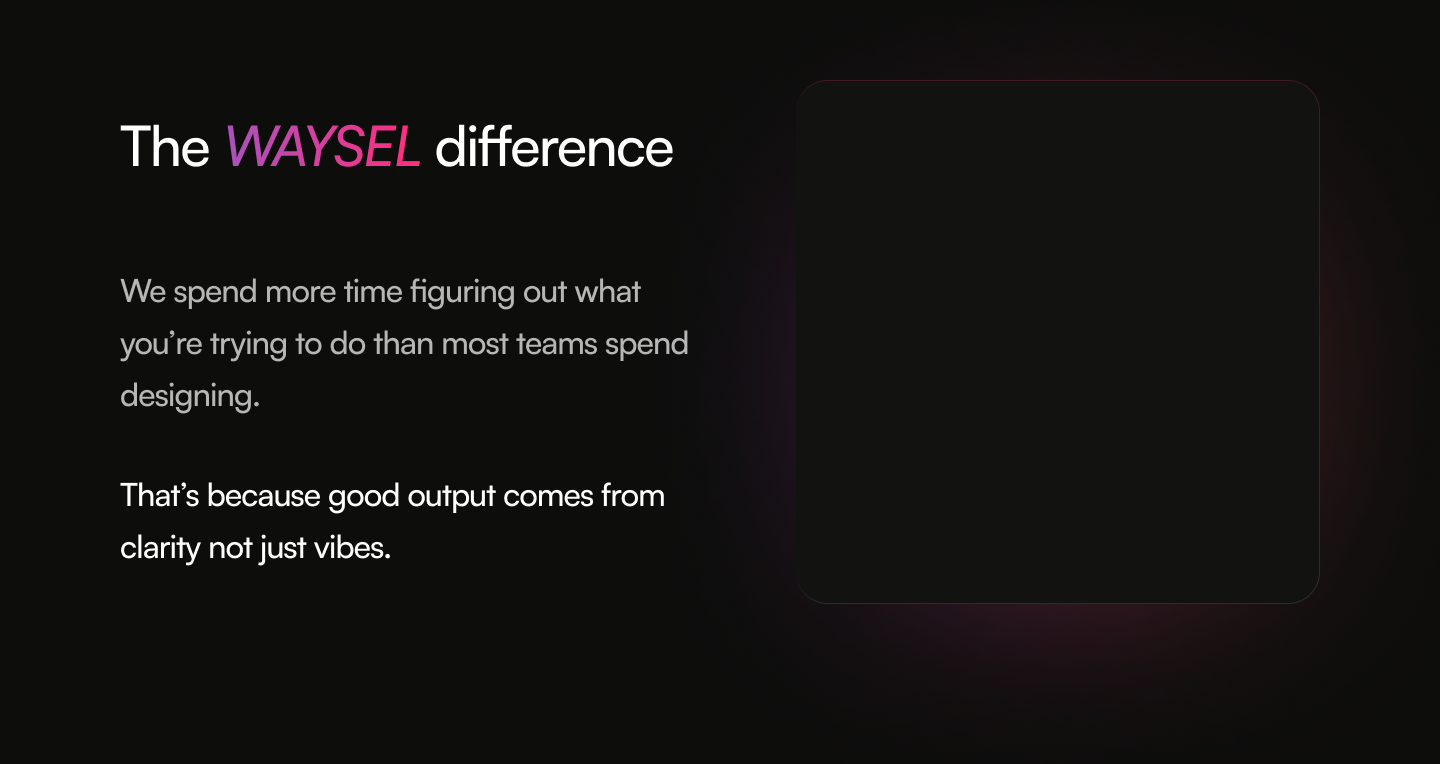 The WAYSEL difference
We spend more time figuring out what
you’re trying to do than most teams spend
designing.
That’s because good output comes from
clarity not just vibes.